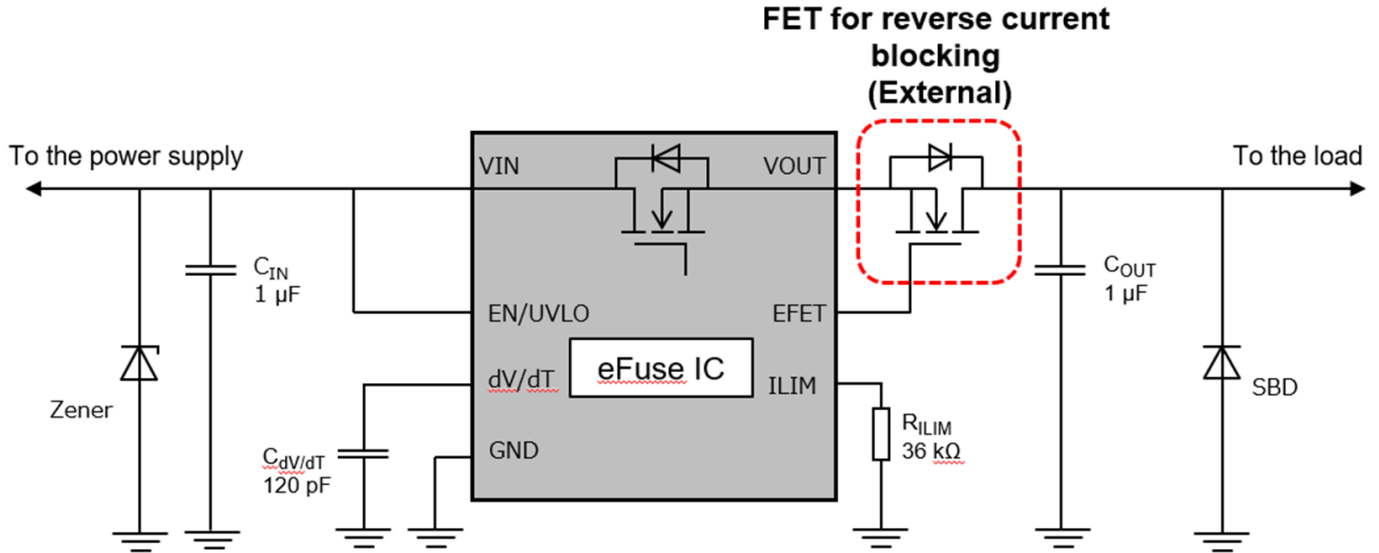 FET for reverse current
blocking
(External)
To the power supply
VIN
VOUT
To the load
CIN
1 µF
COUT
1 µF
EN/UVLO
EFET
dV/dT
eFuse IC
ILIM
SBD
Zener
RILIM
36 kΩ
GND
CdV/dT
120 pF